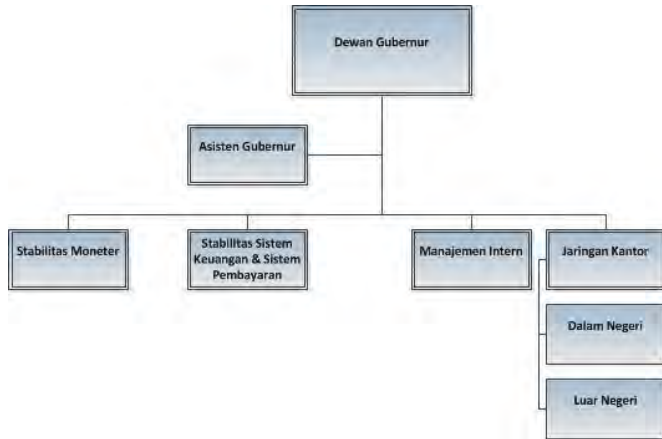 Dewan Gubernur
Asisten Gubernur
Stabilitas Moneter
Stabilitas Sistem
Keuangan & Sistem
Pembayaran
Manajemen Intern
Jaringan Kantor
Dalam Negeri
Luar Negeri